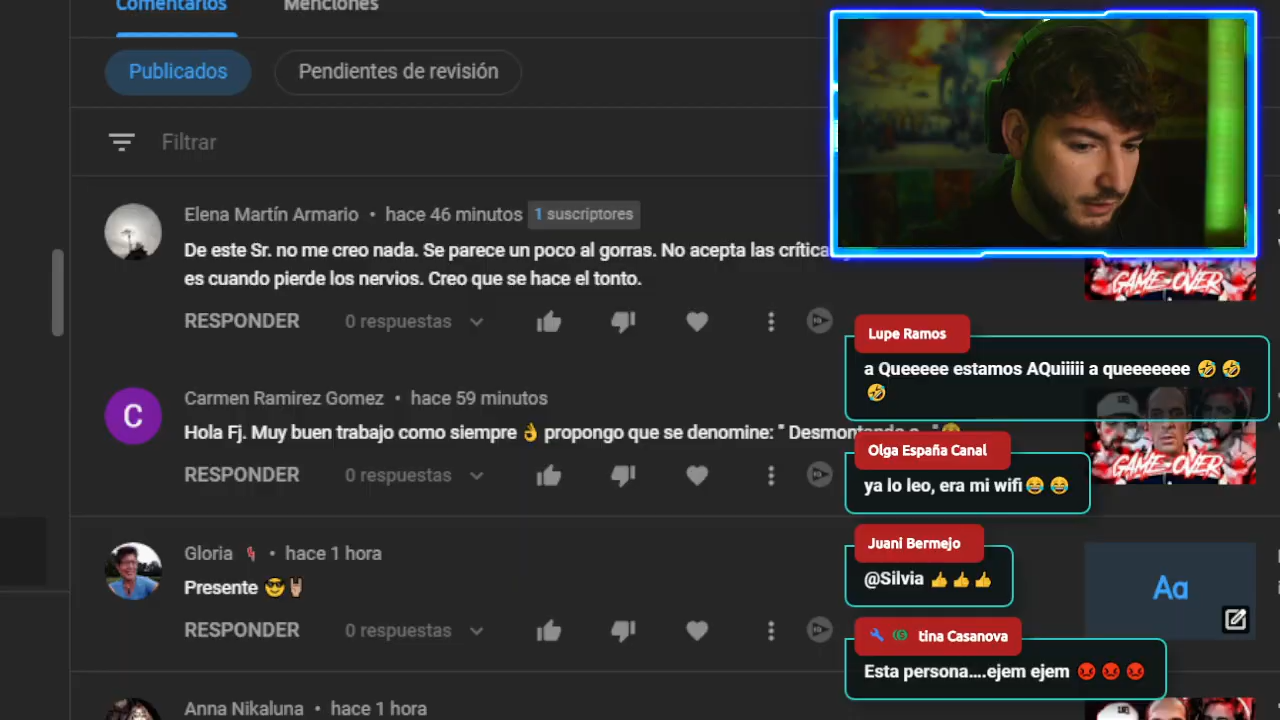 Comentarios
Menciones
Publicados
Pendientes de revisión
Filtrar
Elena Martín Armario • hace 46 minutos 1 suscriptores
De este Sr. no me creo nada. Se parece un poco al gorras. No acepta las crítica
es cuando pierde los nervios. Creo que se hace el tonto.
RESPONDER 0 respuestas
GAME-OVER
Lupe Ramos
a Queeeee estamos AQuiiiii a queeeeeee 🤣 🤣
🤣
C
Carmen Ramirez Gomez • hace 59 minutos
Hola Fj. Muy buen trabajo como siempre 👌 propongo que se denomine: " Desmontando a
RESPONDER 0 respuestas
GAME-OVER
Olga España Canal
ya lo leo, era mi wifi😂 😂
Gloria • hace 1 hora
Presente 😎🤘🏼
RESPONDER 0 respuestas
Aa
Juani Bermejo
@Silvia 👍 👍 👍
tina Casanova
Esta persona....ejem ejem 😡 😡 😡
Anna Nikaluna • hace 1 hora